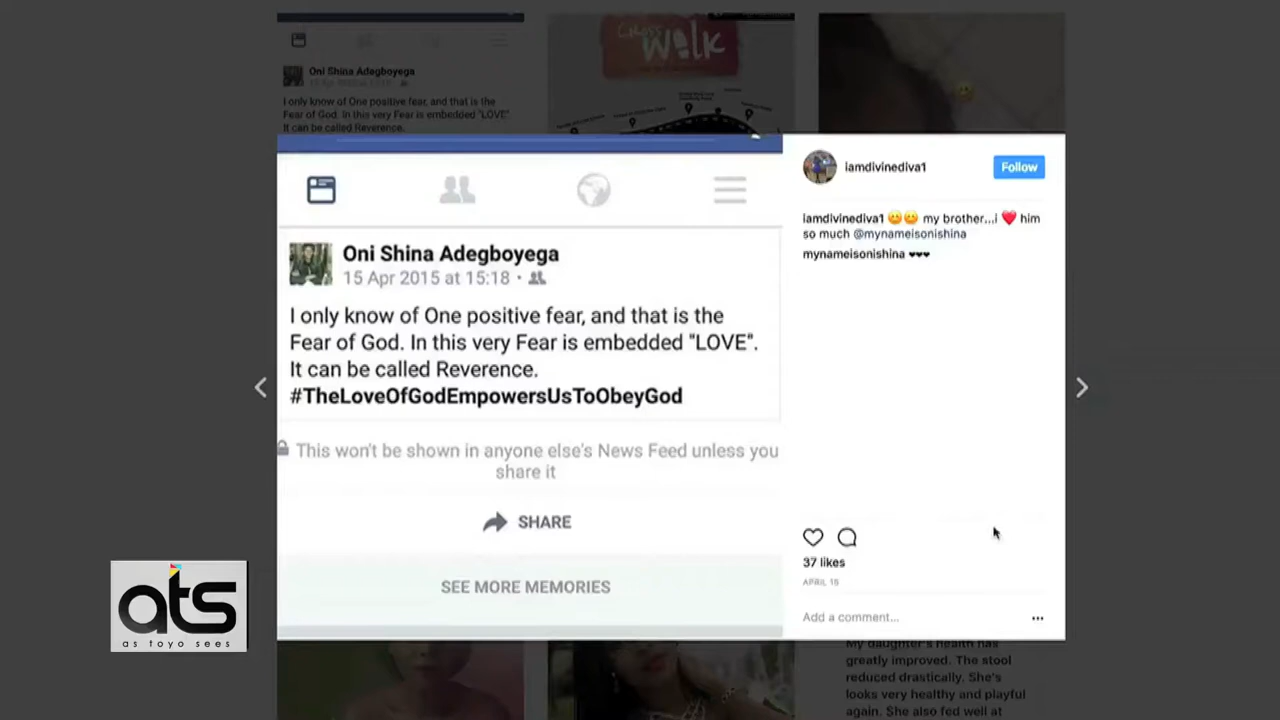 Oni Shina Adegboyega
I only know of One positive fear, and that is the
Fear of God. In this very Fear is embedded "LOVE".
It can be called Reverence.
cross
walk
Oni Shina Adegboyega
15 Apr 2015 at 15:18 ·
I only know of One positive fear, and that is the
Fear of God. In this very Fear is embedded "LOVE".
It can be called Reverence.
#TheLoveOfGodEmpowersUsToObeyGod
This won't be shown in anyone else's News Feed unless you
share it
SHARE
SEE MORE MEMORIES
iamdivinediva1
Follow
iamdivinediva1 😊😊 my brother...i ❤️ him
so much @mynameisonishina
mynameisonishina ♥♥♥
37 likes
APRIL 15
Add a comment...
ats
as toyo sees
My daughter's health has
greatly improved. The stool
reduced drastically. She's
looks very healthy and playful
again. She also fed well at